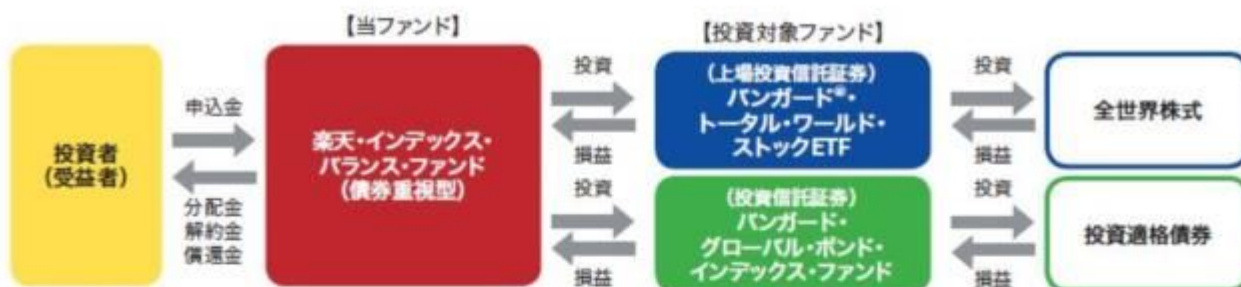 【当ファンド】
【投資対象ファンド】
投資者
(受益者)
申込金
分配金
解約金
償還金
楽天・インデックス・
バランス・ファンド
(債券重視型)
投資
損益
投資
損益
(上場投資信託証券)
バンガード®・
トータル・ワールド・
ストックETF
(投資信託証券)
バンガード・
グローバル・ボンド・
インデックス・ファンド
投資
損益
投資
損益
全世界株式
投資適格債券